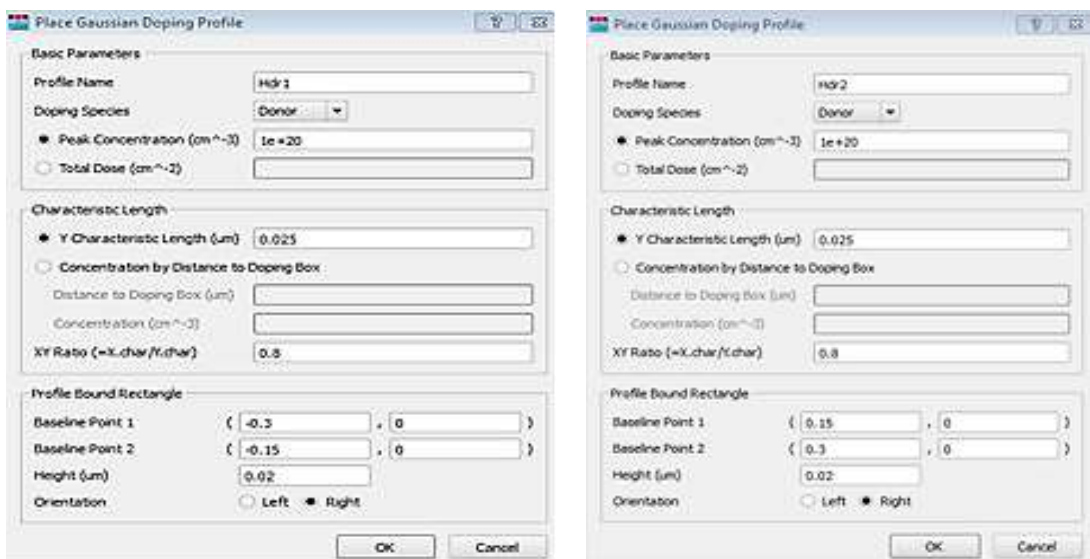 Place Gaussian Doping Profile
Basic Parameters
Profile Name Hdr1
Doping Species Donor
Peak Concentration (cm^-3) 1e+20
Total Dose (cm^-2)
Characteristic Length
Y Characteristic Length (um) 0.025
Concentration by Distance to Doping Box
Distance to Doping Box (um)
Concentration (cm^-3)
XY Ratio (=X.char/Y.char) 0.8
Profile Bound Rectangle
Baseline Point 1 ( -0.3 , 0 )
Baseline Point 2 ( -0.15 , 0 )
Height (um) 0.02
Orientation Left Right
OK Cancel
Place Gaussian Doping Profile
Basic Parameters
Profile Name Hdr2
Doping Species Donor
Peak Concentration (cm^-3) 1e+20
Total Dose (cm^-2)
Characteristic Length
Y Characteristic Length (um) 0.025
Concentration by Distance to Doping Box
Distance to Doping Box (um)
Concentration (cm^-3)
XY Ratio (=X.char/Y.char) 0.8
Profile Bound Rectangle
Baseline Point 1 ( 0.15 , 0 )
Baseline Point 2 ( 0.3 , 0 )
Height (um) 0.02
Orientation Left Right
OK Cancel